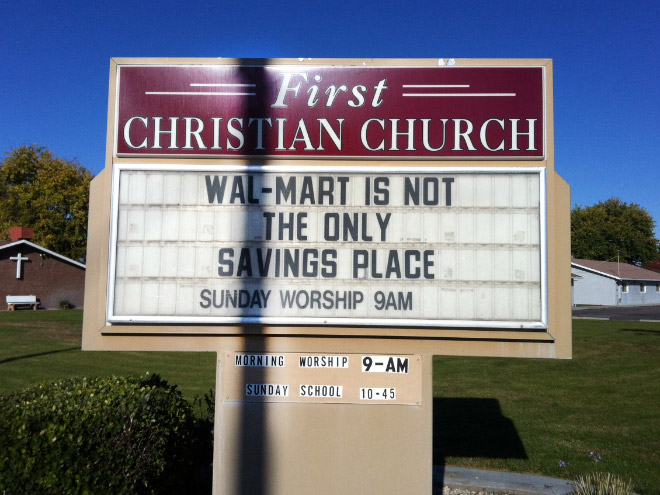 First
CHRISTIAN CHURCH
WAL-MART IS NOT
THE ONLY
SAVINGS PLACE
SUNDAY WORSHIP 9AM
MORNING WORSHIP 9-AM
SUNDAY SCHOOL 10-45